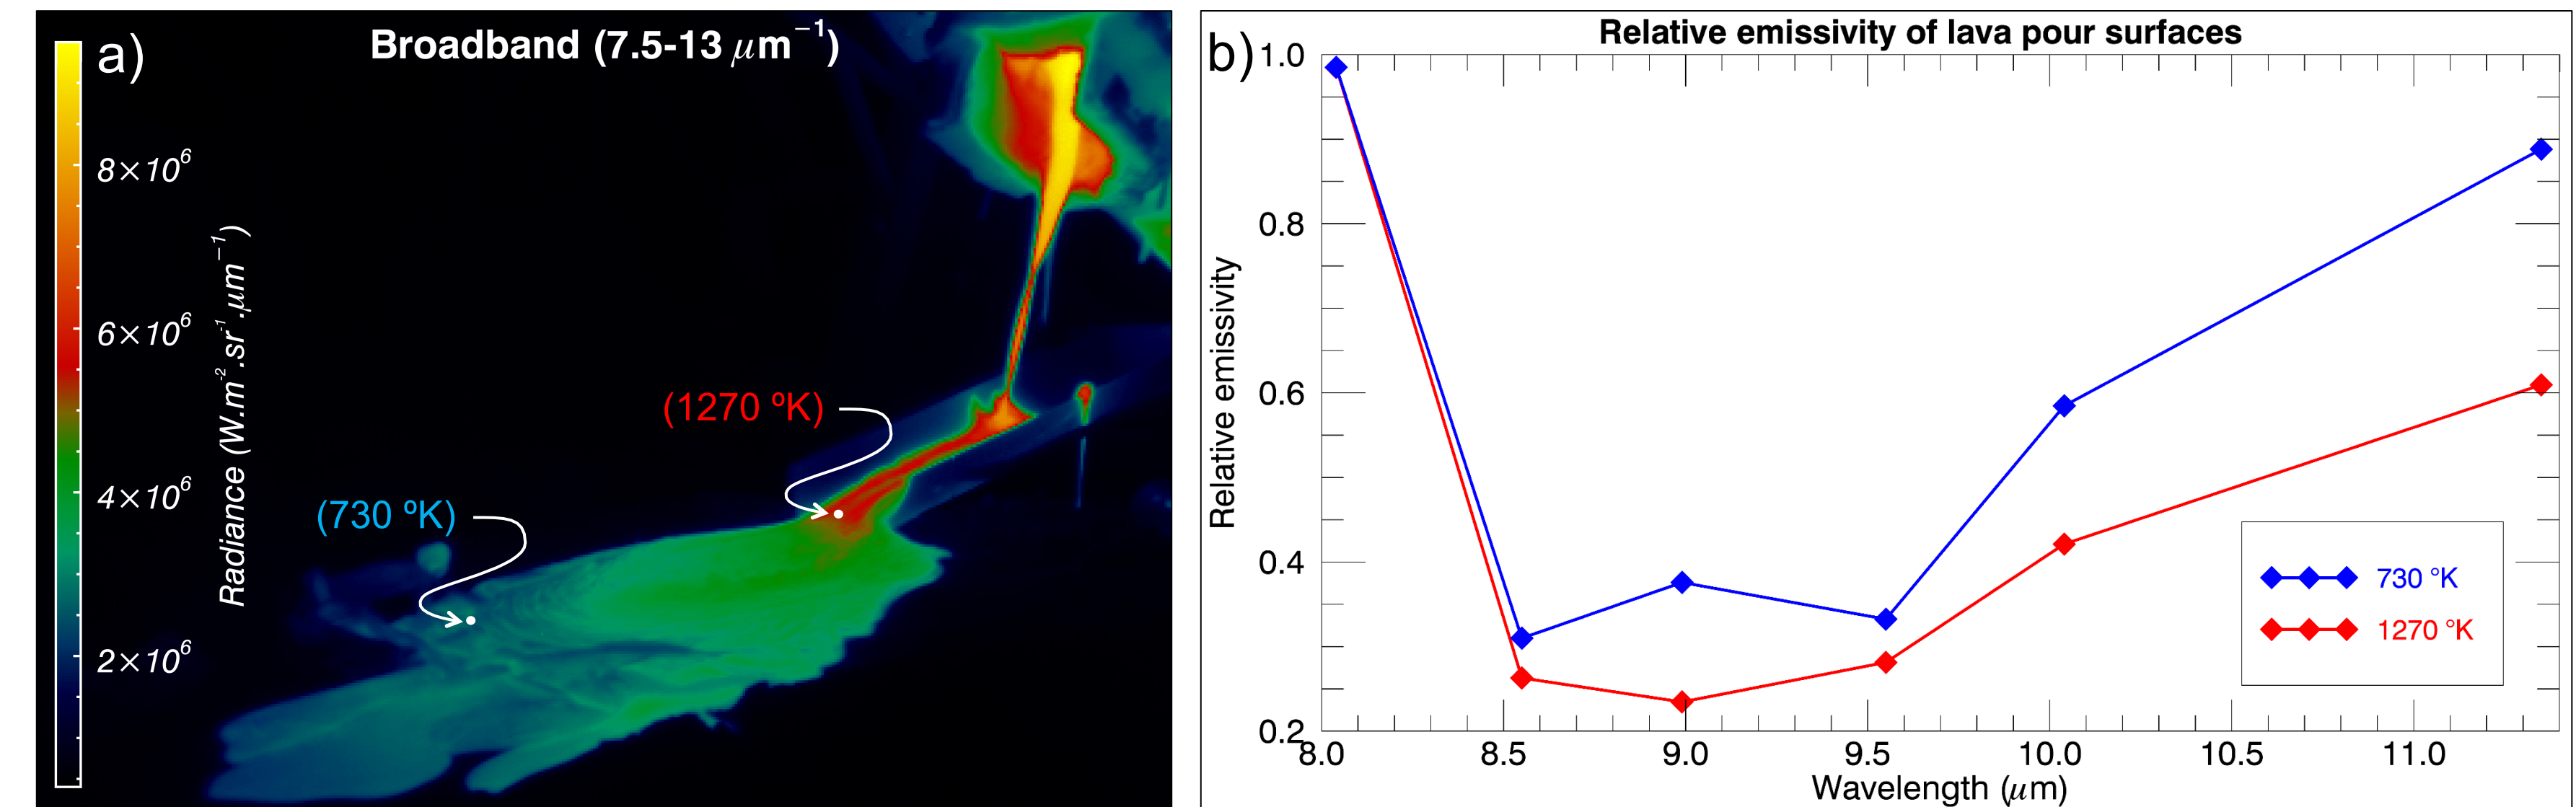 a)
Broadband (7.5-13 μm⁻¹)
8×10⁶
6×10⁶
4×10⁶
2×10⁶
Radiance (W.m⁻².sr⁻¹.μm⁻¹)
(1270 ºK)
(730 ºK)
b)
Relative emissivity of lava pour surfaces
1.0
0.8
0.6
0.4
0.2
Relative emissivity
8.0 8.5 9.0 9.5 10.0 10.5 11.0
Wavelength (μm)
730 °K
1270 °K